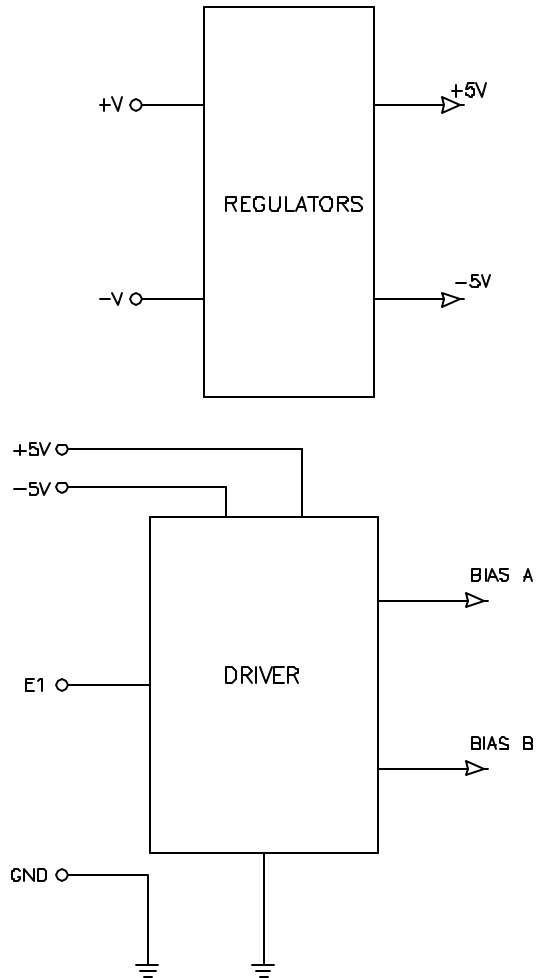 +V
+5V
REGULATORS
-V
-5V
+5V
-5V
BIAS A
E1
DRIVER
BIAS B
GND